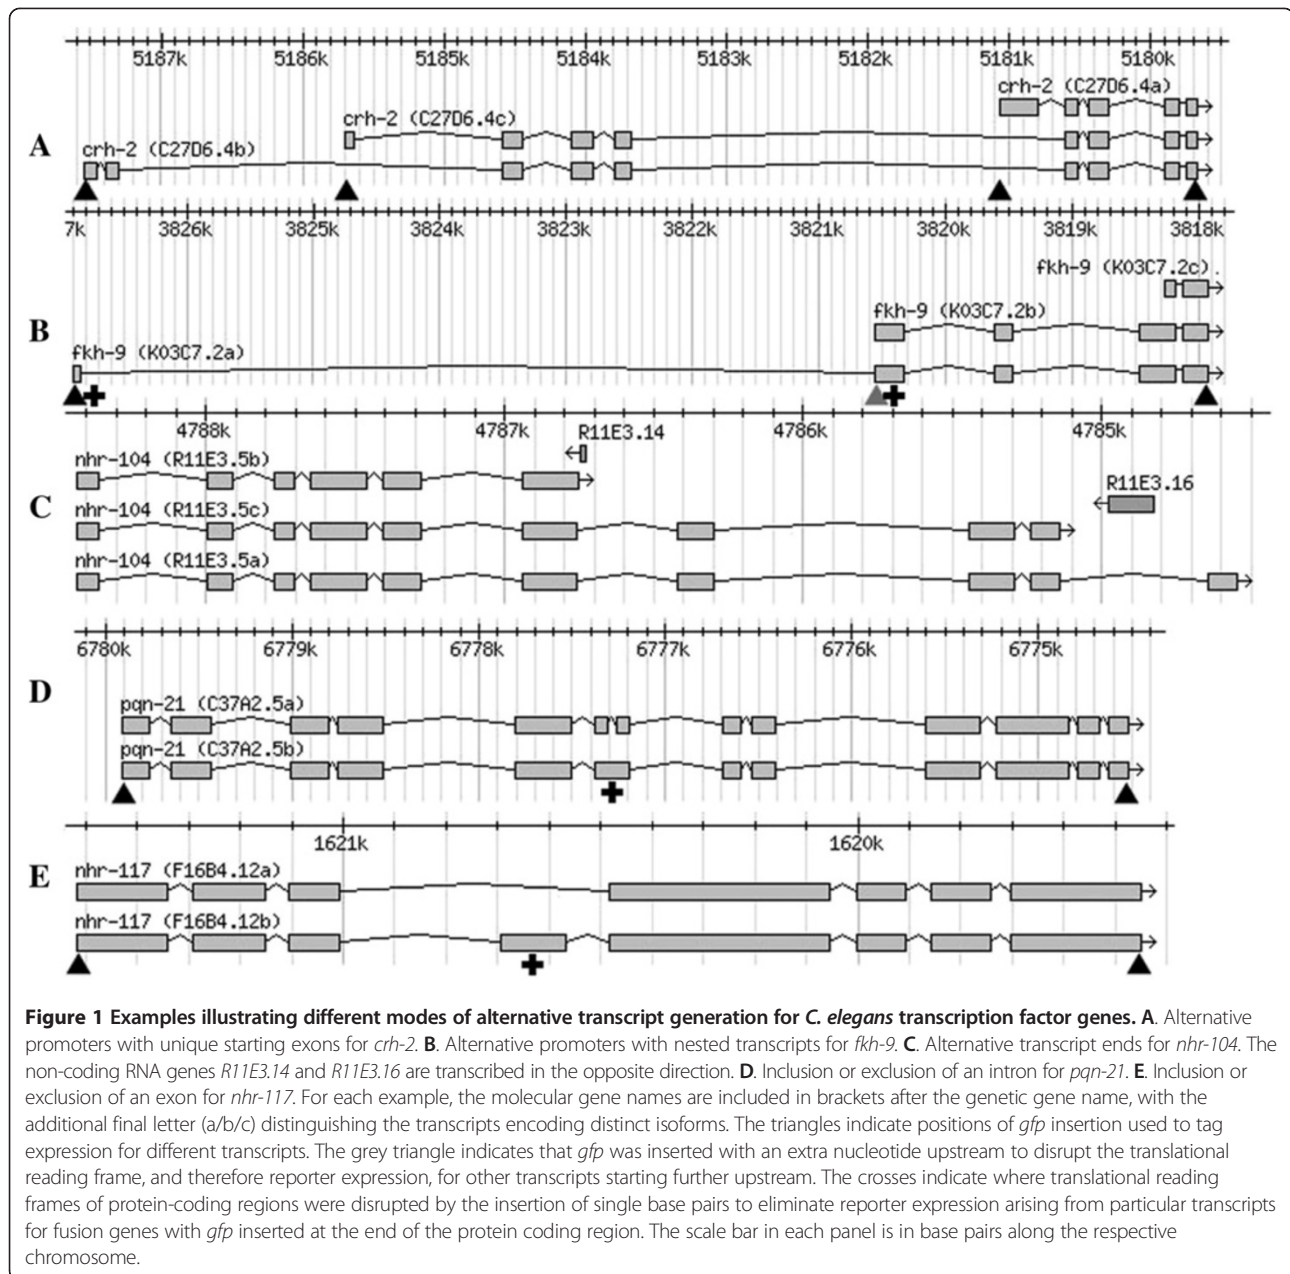 5187k 5186k 5185k 5184k 5183k 5182k 5181k 5180k
crh-2 (C27D6.4a)
crh-2 (C27D6.4c)
A
crh-2 (C27D6.4b)
7k 3826k 3825k 3824k 3823k 3822k 3821k 3820k 3819k 3818k
fkh-9 (K03C7.2c) .
fkh-9 (K03C7.2b)
B
fkh-9 (K03C7.2a)
4788k 4787k 4786k 4785k
R11E3.14
nhr-104 (R11E3.5b)
R11E3.16
C
nhr-104 (R11E3.5c)
nhr-104 (R11E3.5a)
6780k 6779k 6778k 6777k 6776k 6775k
D
pqn-21 (C37A2.5a)
pqn-21 (C37A2.5b)
1621k 1620k
E
nhr-117 (F16B4.12a)
nhr-117 (F16B4.12b)
Figure 1 Examples illustrating different modes of alternative transcript generation for C. elegans transcription factor genes. A. Alternative
promoters with unique starting exons for crh-2. B. Alternative promoters with nested transcripts for fkh-9. C. Alternative transcript ends for nhr-104. The
non-coding RNA genes R11E3.14 and R11E3.16 are transcribed in the opposite direction. D. Inclusion or exclusion of an intron for pqn-21. E. Inclusion or
exclusion of an exon for nhr-117. For each example, the molecular gene names are included in brackets after the genetic gene name, with the
additional final letter (a/b/c) distinguishing the transcripts encoding distinct isoforms. The triangles indicate positions of gfp insertion used to tag
expression for different transcripts. The grey triangle indicates that gfp was inserted with an extra nucleotide upstream to disrupt the translational
reading frame, and therefore reporter expression, for other transcripts starting further upstream. The crosses indicate where translational reading
frames of protein-coding regions were disrupted by the insertion of single base pairs to eliminate reporter expression arising from particular transcripts
for fusion genes with gfp inserted at the end of the protein coding region. The scale bar in each panel is in base pairs along the respective
chromosome.